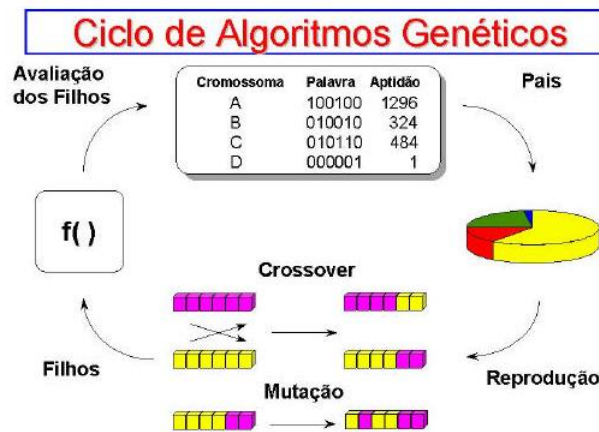 Ciclo de Algoritmos Genéticos
Avaliação
dos Filhos
Cromossoma Palavra Aptidão
A 100100 1296
B 010010 324
C 010110 484
D 000001 1
Pais
f( )
Crossover
Filhos
Reprodução
Mutação